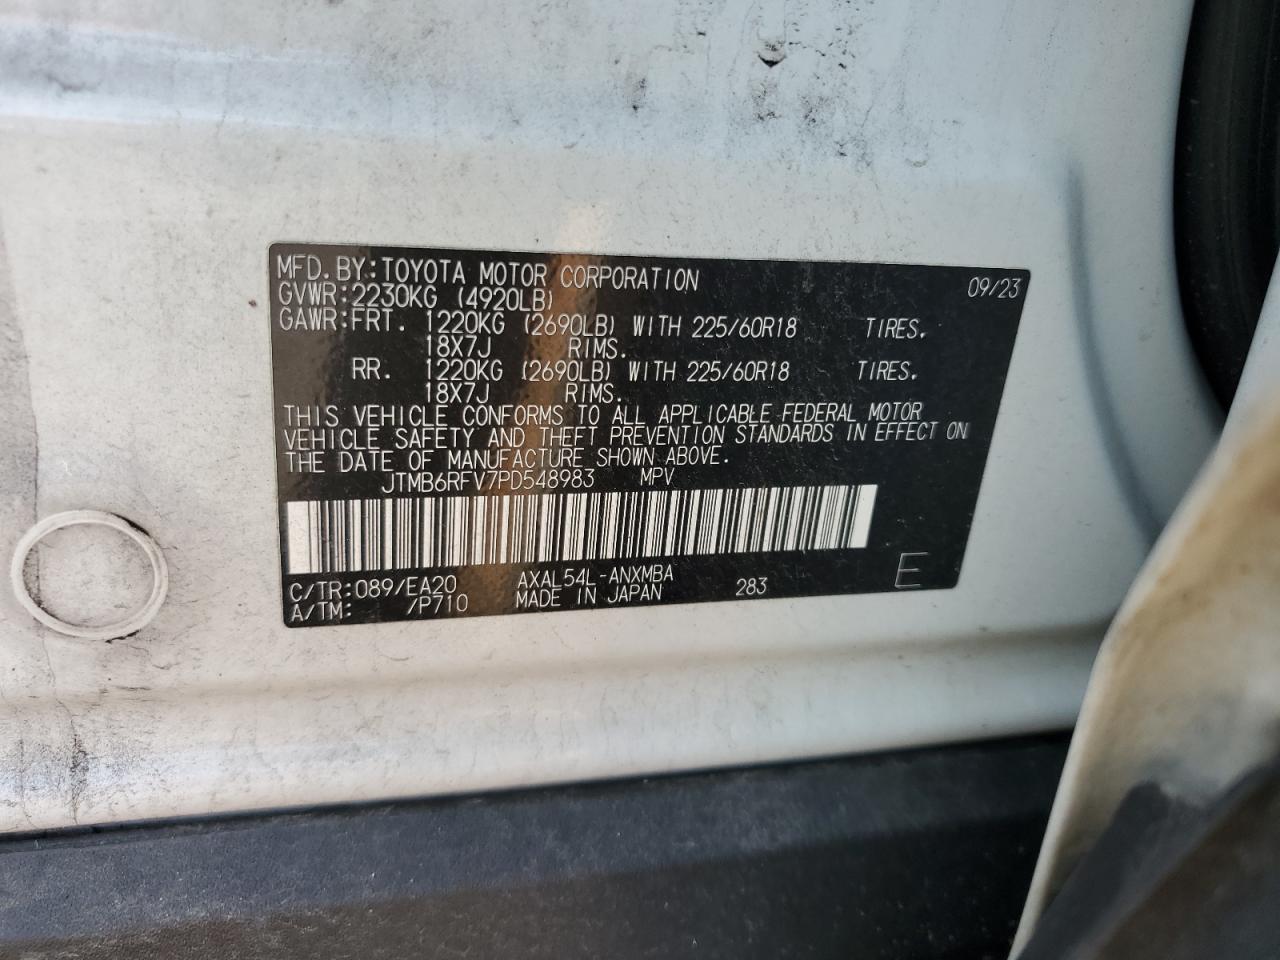 MFD.BY:TOYOTA MOTOR CORPORATION 09/23
GVWR:2230KG (4920LB)
GAWR:FRT. 1220KG (2690LB) WITH 225/60R18 TIRES.
18X7J RIMS.
RR. 1220KG (2690LB) WITH 225/60R18 TIRES.
18X7J RIMS.
THIS VEHICLE CONFORMS TO ALL APPLICABLE FEDERAL MOTOR
VEHICLE SAFETY AND THEFT PREVENTION STANDARDS IN EFFECT ON
THE DATE OF MANUFACTURE SHOWN ABOVE.
JTMB6RFV7PD548983 MPV
C/TR:089/EA20 AXAL54L-ANXMBA 283 E
A/TM: /P710 MADE IN JAPAN